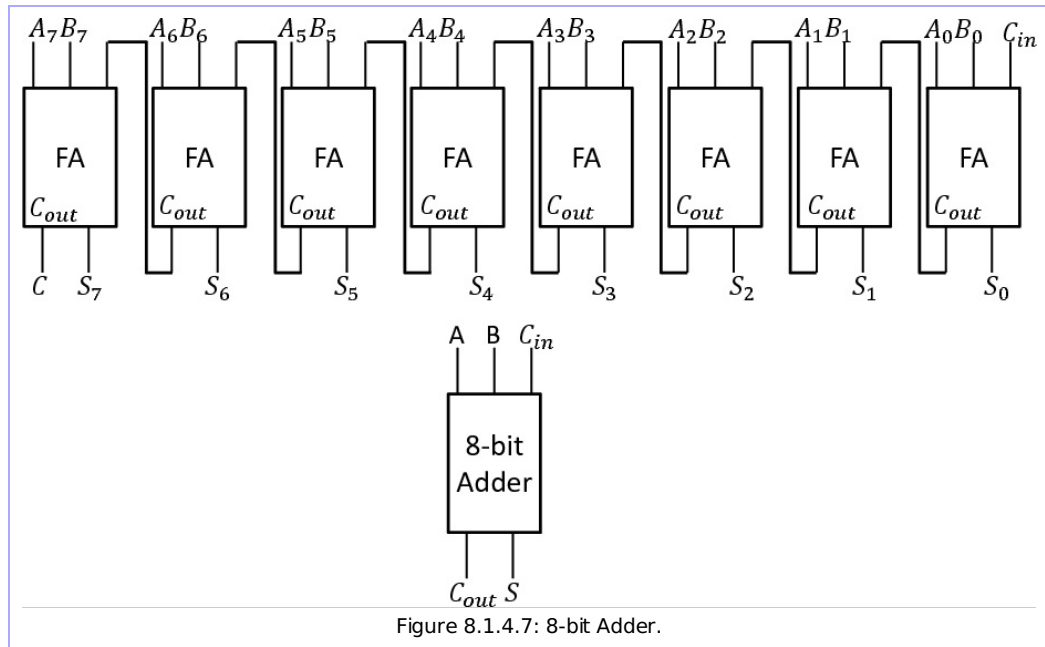 A₇B₇ A₆B₆ A₅B₅ A₄B₄ A₃B₃ A₂B₂ A₁B₁ A₀B₀ Cᵢₙ
FA FA FA FA FA FA FA FA
Cₒᵤₜ Cₒᵤₜ Cₒᵤₜ Cₒᵤₜ Cₒᵤₜ Cₒᵤₜ Cₒᵤₜ Cₒᵤₜ
C S₇ S₆ S₅ S₄ S₃ S₂ S₁ S₀
A B Cᵢₙ
8-bit
Adder
Cₒᵤₜ S
Figure 8.1.4.7: 8-bit Adder.